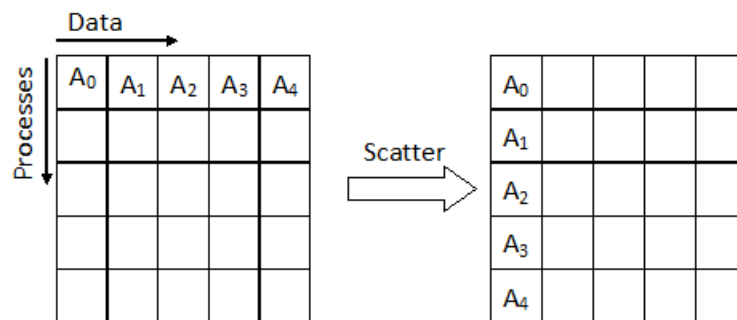 Data
Processes
A₀ A₁ A₂ A₃ A₄
Scatter
A₀
A₁
A₂
A₃
A₄